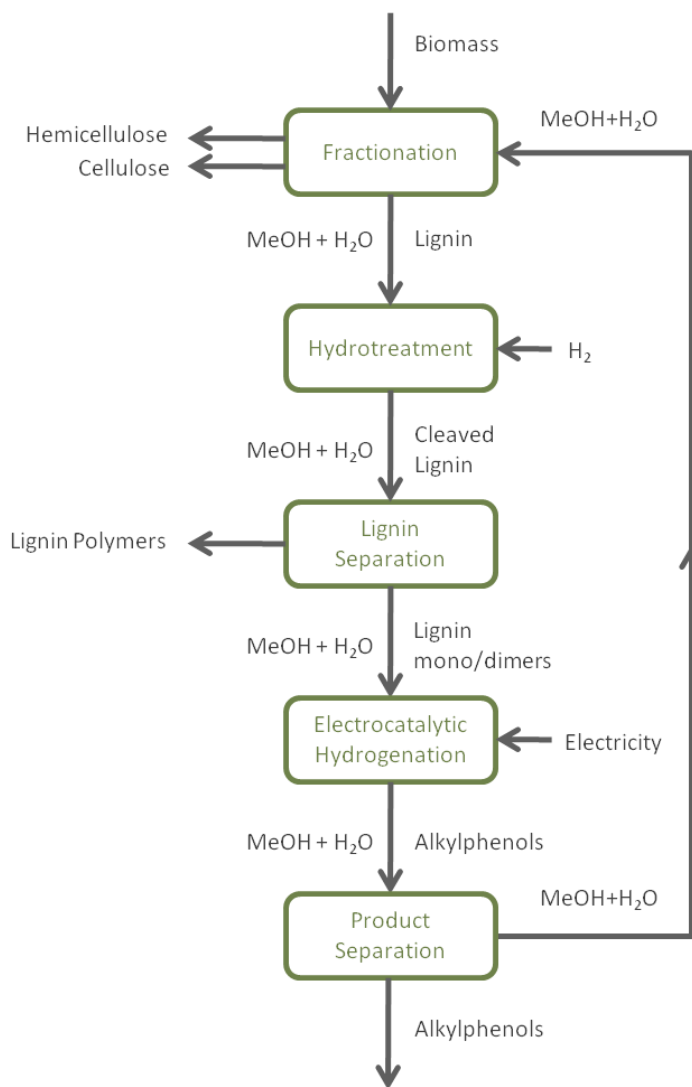 Biomass
MeOH+H₂O
Hemicellulose
Cellulose
Fractionation
MeOH + H₂O
Lignin
Hydrotreatment
H₂
MeOH + H₂O
Cleaved
Lignin
Lignin Polymers
Lignin
Separation
MeOH + H₂O
Lignin
mono/dimers
Electrocatalytic
Hydrogenation
Electricity
MeOH + H₂O
Alkylphenols
Product
Separation
MeOH+H₂O
Alkylphenols